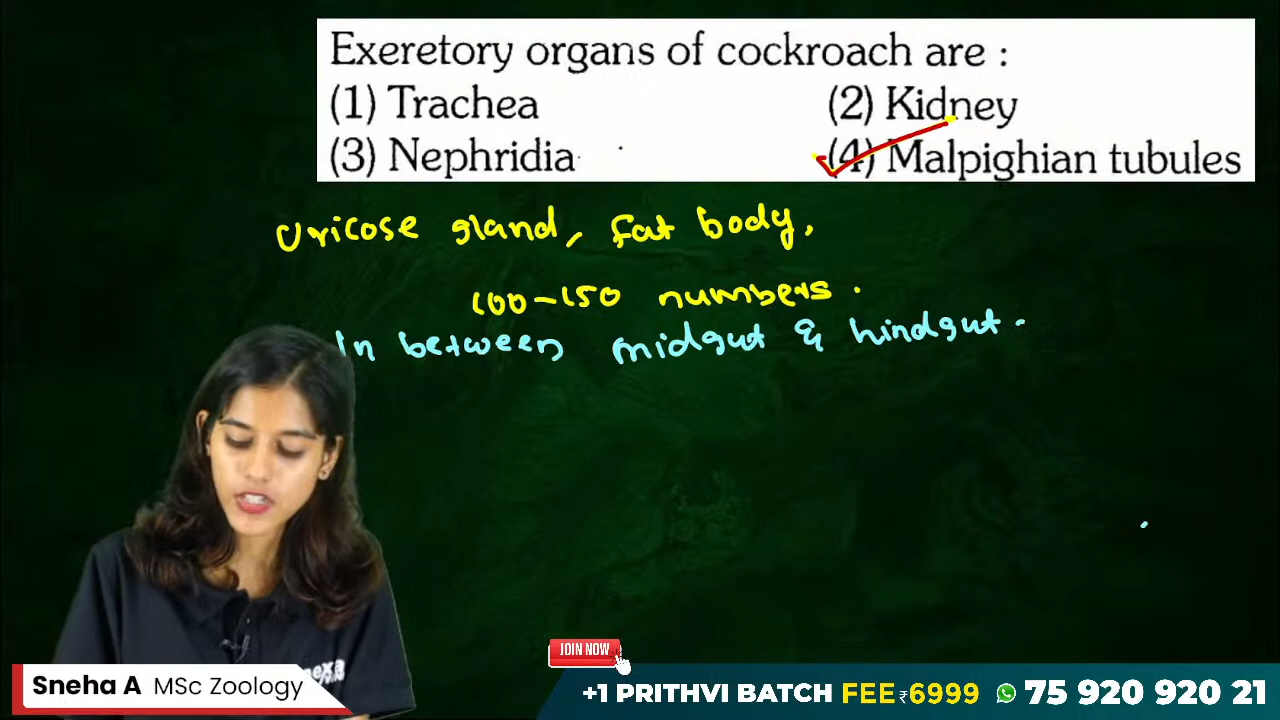 Exeretory organs of cockroach are :
(1) Trachea (2) Kidney
(3) Nephridia (4) Malpighian tubules
Uricose gland, Fat body,
100-150 numbers.
In between midgut & hindgut.
nexa
JOIN NOW
Sneha A MSc Zoology
+1 PRITHVI BATCH FEE ₹6999 75 920 920 21